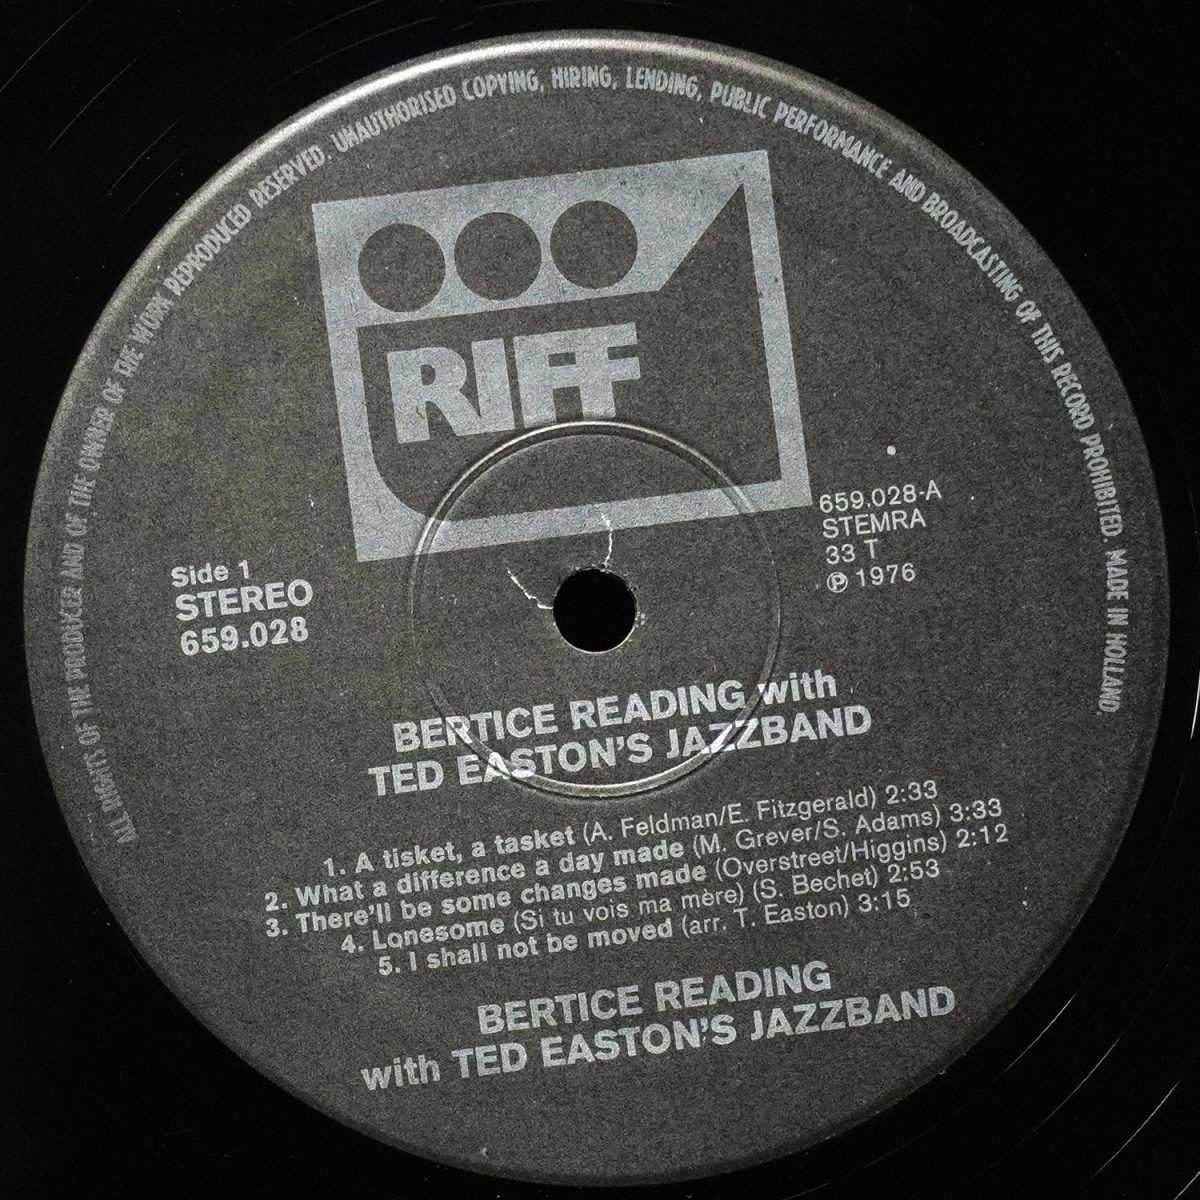 ALL RIGHTS OF THE PRODUCER AND OF THE OWNER OF THE WORK REPRODUCED RESERVED. UNAUTHORISED COPYING, HIRING, LENDING, PUBLIC PERFORMANCE AND BROADCASTING OF THIS RECORD PROHIBITED. MADE IN HOLLAND.
RIFF
659.028-A
STEMRA
33 T
℗ 1976
Side 1
STEREO
659.028
BERTICE READING with
TED EASTON'S JAZZBAND
1. A tisket, a tasket (A. Feldman/E. Fitzgerald) 2:33
2. What a difference a day made (M. Grever/S. Adams) 3:33
3. There'll be some changes made (Overstreet/Higgins) 2:12
4. Lonesome (Si tu vois ma mère) (S. Bechet) 2:53
5. I shall not be moved (arr. T. Easton) 3:15
BERTICE READING
with TED EASTON'S JAZZBAND